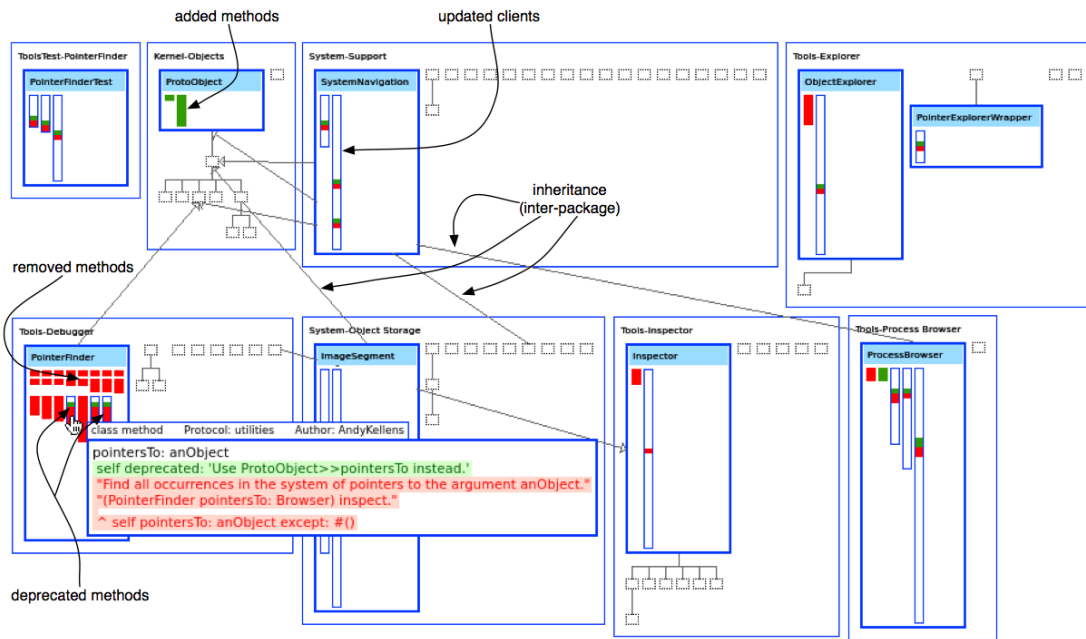 added methods
updated clients
ToolsTest-PointerFinder
Kernel-Objects
System-Support
Tools-Explorer
PointerFinderTest
ProtoObject
SystemNavigation
ObjectExplorer
PointerExplorerWrapper
inheritance
(inter-package)
removed methods
Tools-Debugger
System-Object Storage
Tools-Inspector
Tools-Process Browser
PointerFinder
ImageSegment
Inspector
ProcessBrowser
class method Protocol: utilities Author: AndyKellens
pointersTo: anObject
self deprecated: 'Use ProtoObject>>pointersTo instead.'
"Find all occurrences in the system of pointers to the argument anObject."
"(PointerFinder pointersTo: Browser) inspect."
^ self pointersTo: anObject except: #()
deprecated methods